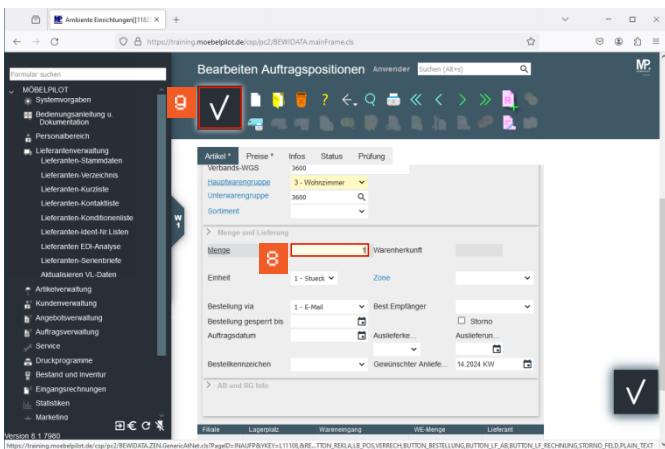 Ambiente Einrichtungen([1182
https://training.moebelpilot.de/csp/pc2/BEWIDATA.mainFrame.cls
Formular suchen
Bearbeiten Auftragspositionen Anwender Suchen (Alt+s)
MP.
MÖBELPILOT
Systemvorgaben
Bedienungsanleitung u.
Dokumentation
Personalbereich
Lieferantenverwaltung
Lieferanten-Stammdaten
Lieferanten-Verzeichnis
Lieferanten-Kurzliste
Lieferanten-Kontaktliste
Lieferanten-Konditionenliste
Lieferanten-Ident-Nr.Listen
Lieferanten EDI-Analyse
Lieferanten-Serienbriefe
Aktualisieren VL-Daten
Artikelverwaltung
Kundenverwaltung
Angebotsverwaltung
Auftragsverwaltung
Service
Druckprogramme
Bestand und Inventur
Eingangsrechnungen
Statistiken
Marketing
Version 8.1 7980
W
1
9
Artikel * Preise * Infos Status Prüfung
Verbands-WGS 3600
Hauptwarengruppe 3 - Wohnzimmer
Unterwarengruppe 3600
Sortiment
> Menge und Lieferung
Menge 8 1 Warenherkunft
Einheit 1 - Stueck Zone
Bestellung via 1 - E-Mail Best.Empfänger
Bestellung gesperrt bis Storno
Auftragsdatum Auslieferke... Auslieferun...
Bestellkennzeichen Gewünschter Anliefe... 14.2024 KW
> AB und RG Info
Filiale Lagerplatz Wareneingang WE-Menge Lieferant